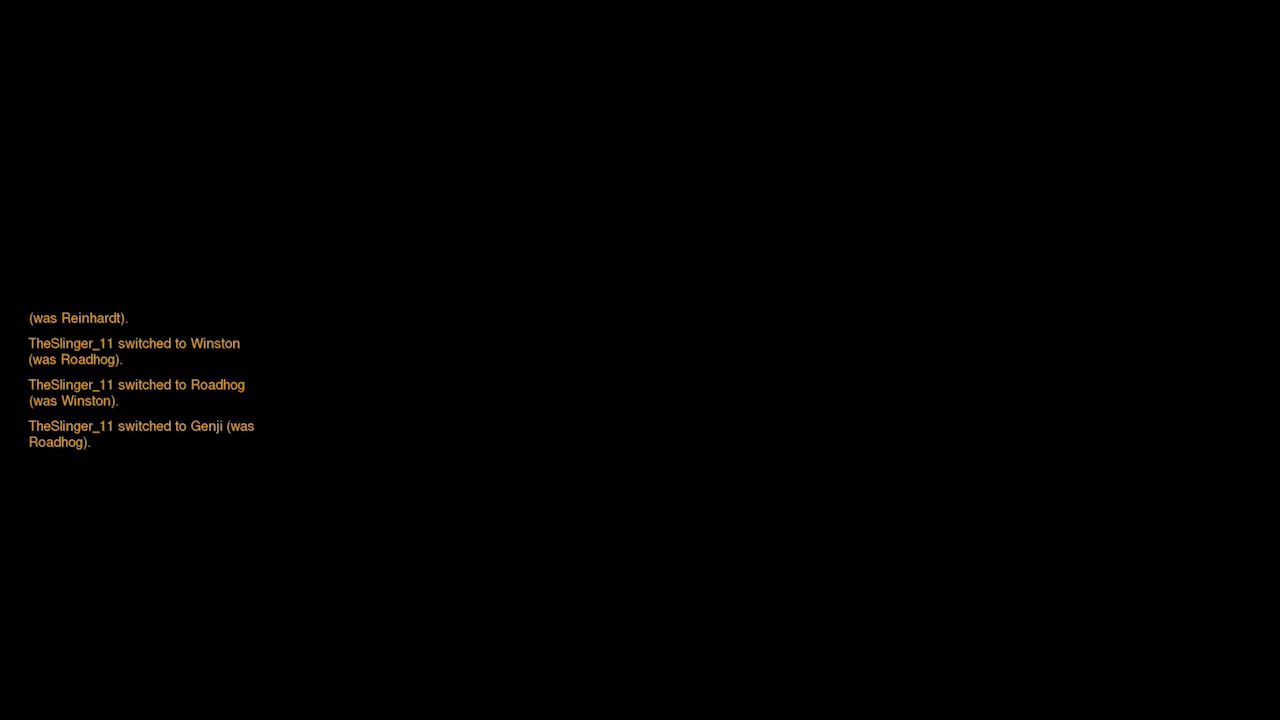 (was Reinhardt).
TheSlinger_11 switched to Winston
(was Roadhog).
TheSlinger_11 switched to Roadhog
(was Winston).
TheSlinger_11 switched to Genji (was
Roadhog).